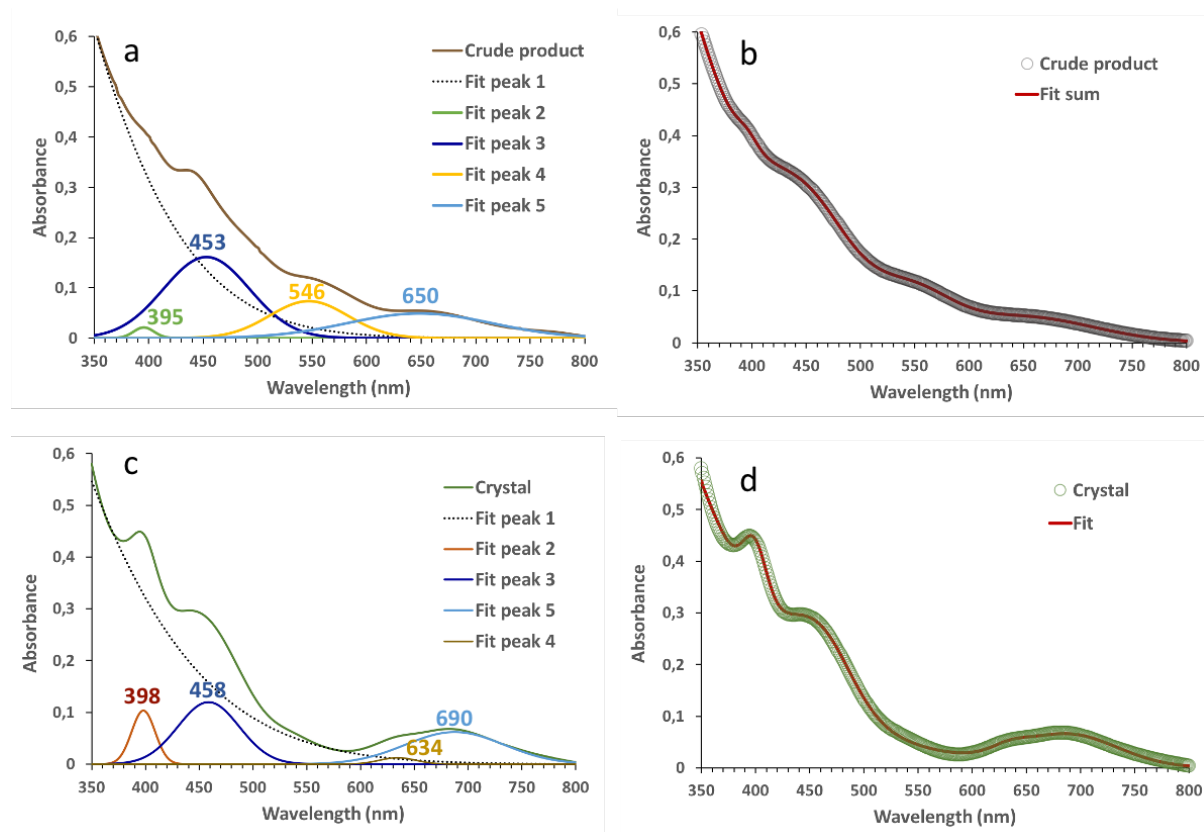 a
0,6
0,5
0,4
0,3
0,2
0,1
0
Absorbance
Crude product
Fit peak 1
Fit peak 2
Fit peak 3
Fit peak 4
Fit peak 5
395
453
546
650
350 400 450 500 550 600 650 700 750 800
Wavelength (nm)
b
0,6
0,5
0,4
0,3
0,2
0,1
0
Absorbance
Crude product
Fit sum
350 400 450 500 550 600 650 700 750 800
Wavelength (nm)
c
0,6
0,5
0,4
0,3
0,2
0,1
0
Absorbance
Crystal
Fit peak 1
Fit peak 2
Fit peak 3
Fit peak 5
Fit peak 4
398
458
690
634
350 400 450 500 550 600 650 700 750 800
Wavelength (nm)
d
0,6
0,5
0,4
0,3
0,2
0,1
0
Absorbance
Crystal
Fit
350 400 450 500 550 600 650 700 750 800
Wavelength (nm)